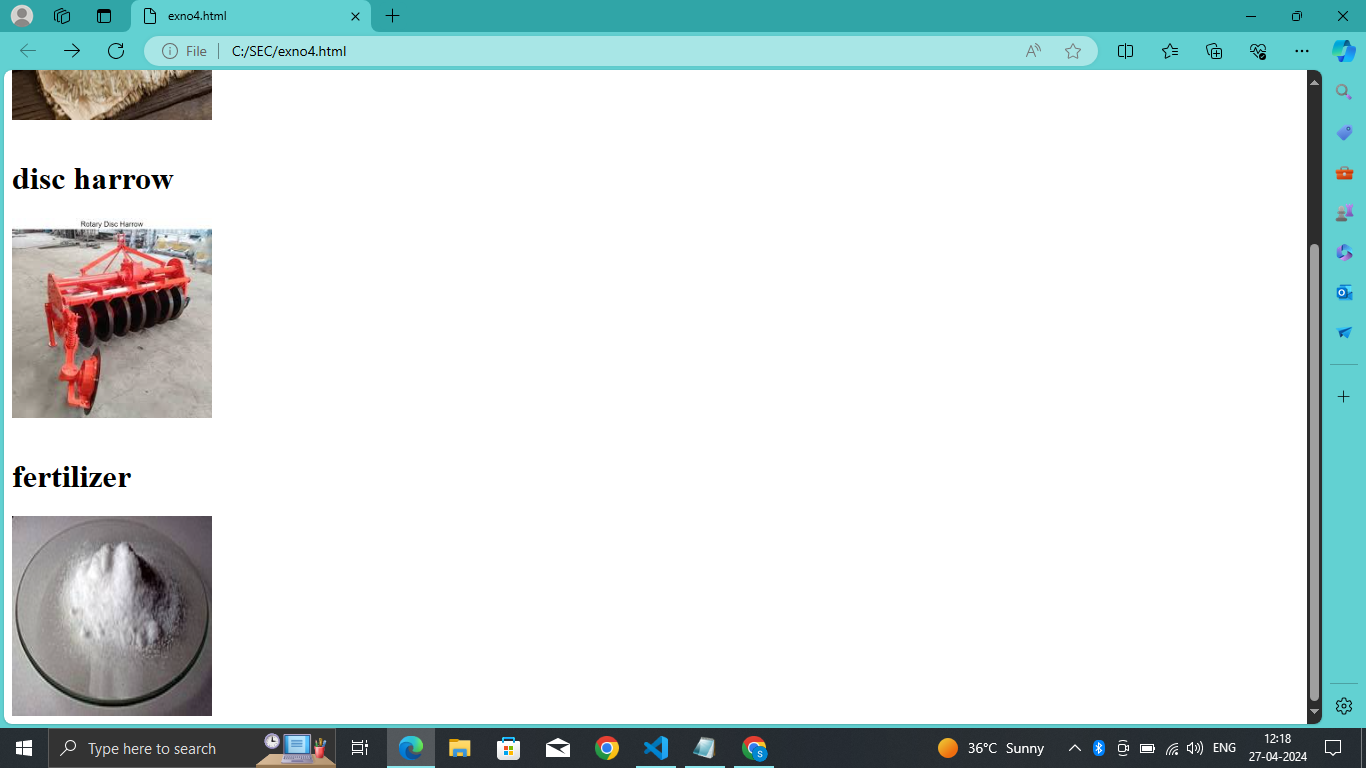 exno4.html
File
C:/SEC/exno4.html
disc harrow
Rotary Disc Harrow
fertilizer
Type here to search
36°C Sunny
ENG
12:18
27-04-2024